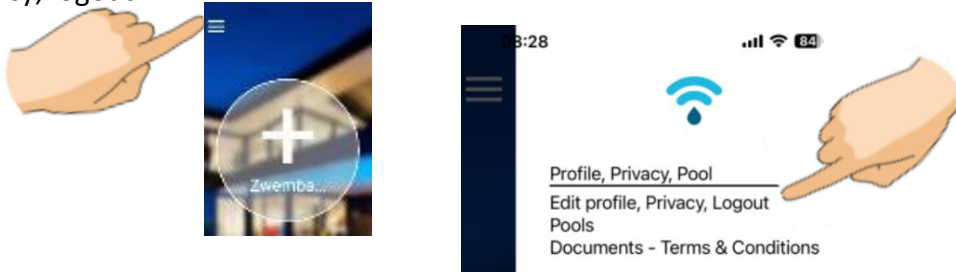 Zwemba...
8:28
84
Profile, Privacy, Pool
Edit profile, Privacy, Logout
Pools
Documents - Terms & Conditions